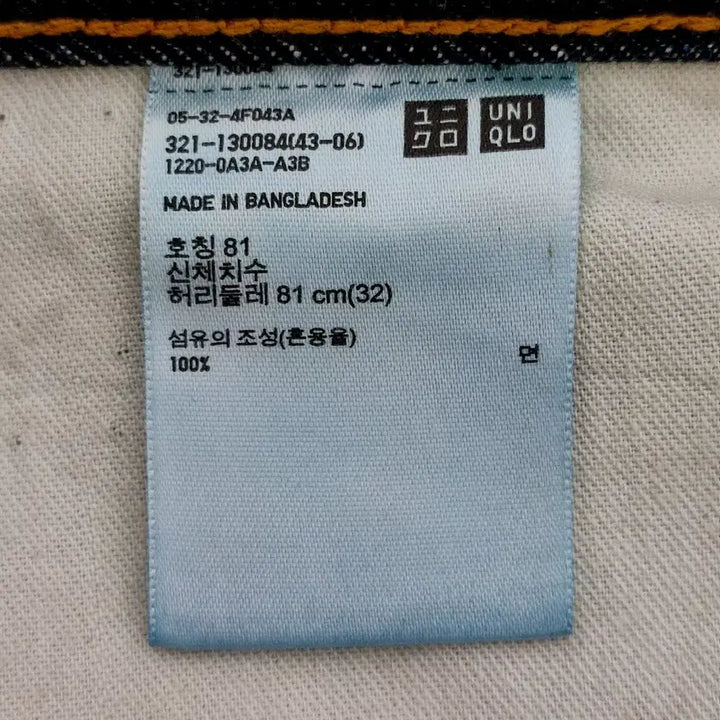 321-130084
05-32-4F043A
321-130084(43-06)
1220-0A3A-A3B
ユニ
クロ
UNI
QLO
MADE IN BANGLADESH
호칭 81
신체치수
허리둘레 81 cm(32)
섬유의 조성(혼용율)
100% 면